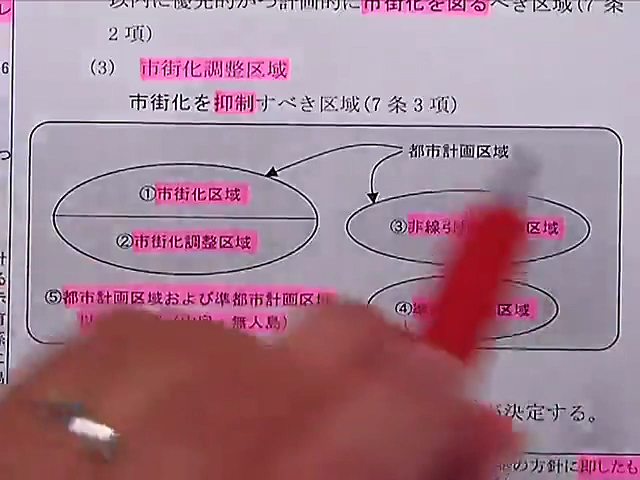 以内に優先的かつ計画的に市街化を図るべき区域(7条
2項)
(3) 市街化調整区域
市街化を抑制すべき区域(7条3項)
都市計画区域
①市街化区域
②市街化調整区域
③非線引 区域
⑤都市計画区域および準都市計画区域
④ 区域
無人島)
決定する。
の方針に即したも